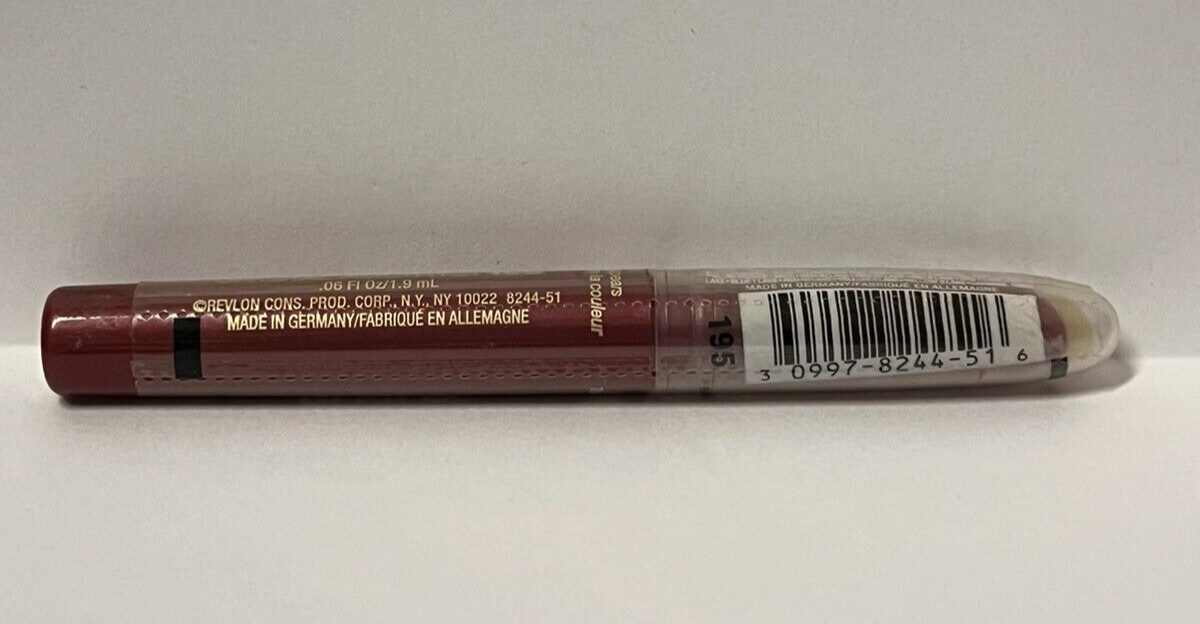 .06 Fl Oz/1.9 mL
©REVLON CONS. PROD. CORP., N.Y., NY 10022 8244-51
MADE IN GERMANY/FABRIQUÉ EN ALLEMAGNE
la couleur
195
MADE IN GERMANY/FABRIQUÉ EN ALLEMAGNE
3 0997-8244-51 6